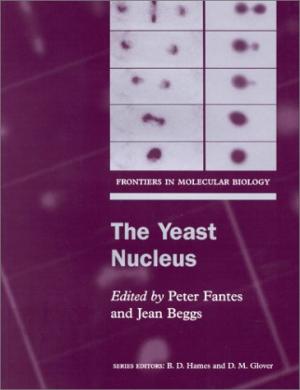 FRONTIERS IN MOLECULAR BIOLOGY
The Yeast
Nucleus
Edited by Peter Fantes
and Jean Beggs
SERIES EDITORS: B. D. Hames and D. M. Glover